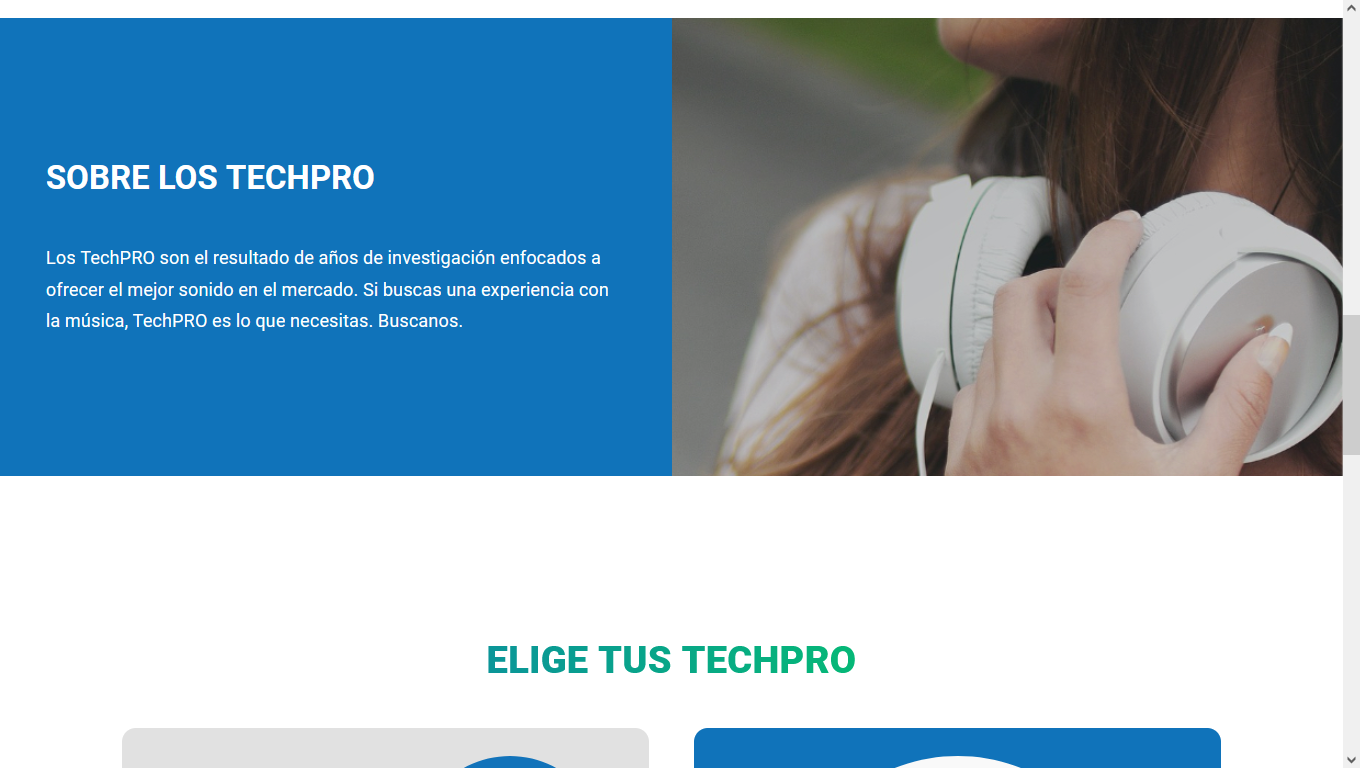 SOBRE LOS TECHPRO
Los TechPRO son el resultado de años de investigación enfocados a
ofrecer el mejor sonido en el mercado. Si buscas una experiencia con
la música, TechPRO es lo que necesitas. Buscanos.
ELIGE TUS TECHPRO